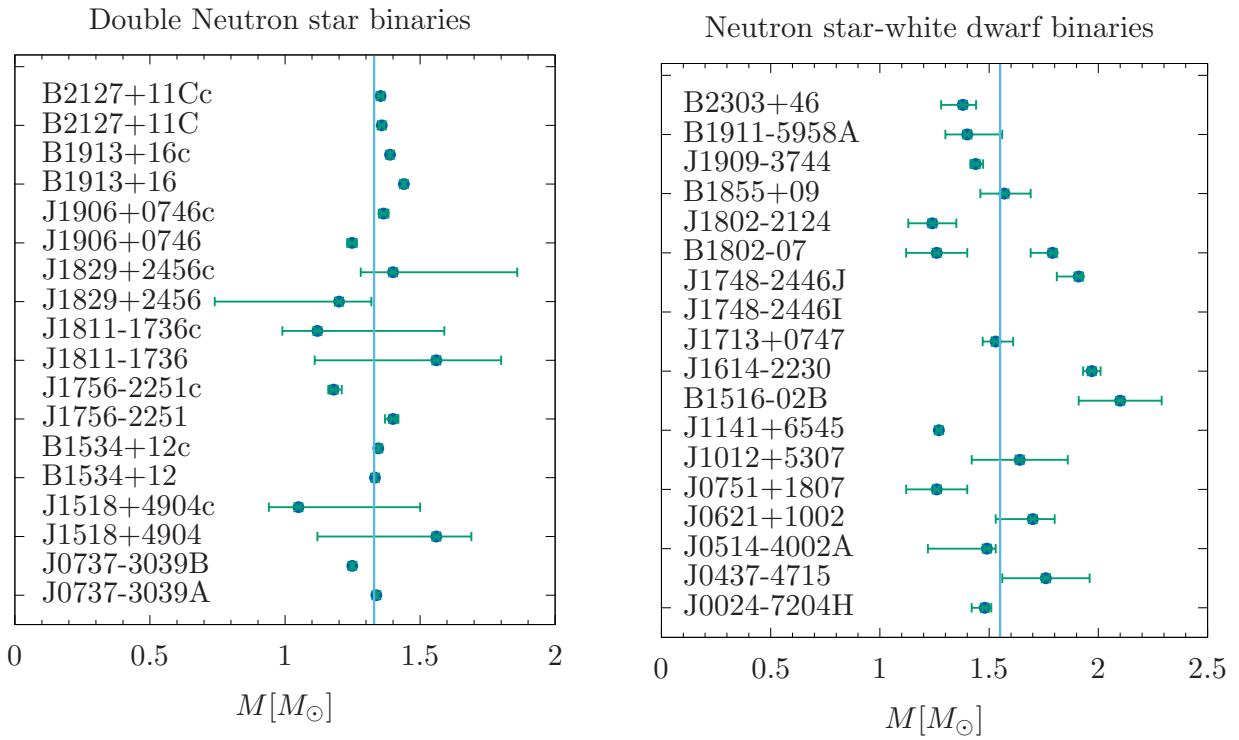 Double Neutron star binaries
B2127+11Cc
B2127+11C
B1913+16c
B1913+16
J1906+0746c
J1906+0746
J1829+2456c
J1829+2456
J1811-1736c
J1811-1736
J1756-2251c
J1756-2251
B1534+12c
B1534+12
J1518+4904c
J1518+4904
J0737-3039B
J0737-3039A
0 0.5 1 1.5 2
M[M⊙]
Neutron star-white dwarf binaries
B2303+46
B1911-5958A
J1909-3744
B1855+09
J1802-2124
B1802-07
J1748-2446J
J1748-2446I
J1713+0747
J1614-2230
B1516-02B
J1141+6545
J1012+5307
J0751+1807
J0621+1002
J0514-4002A
J0437-4715
J0024-7204H
0 0.5 1 1.5 2 2.5
M[M⊙]